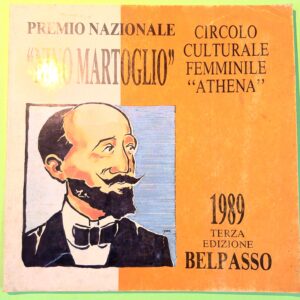 PREMIO NAZIONALE
"NINO MARTOGLIO"
CIRCOLO
CULTURALE
FEMMINILE
"ATHENA"
1989
TERZA
EDIZIONE
BELPASSO